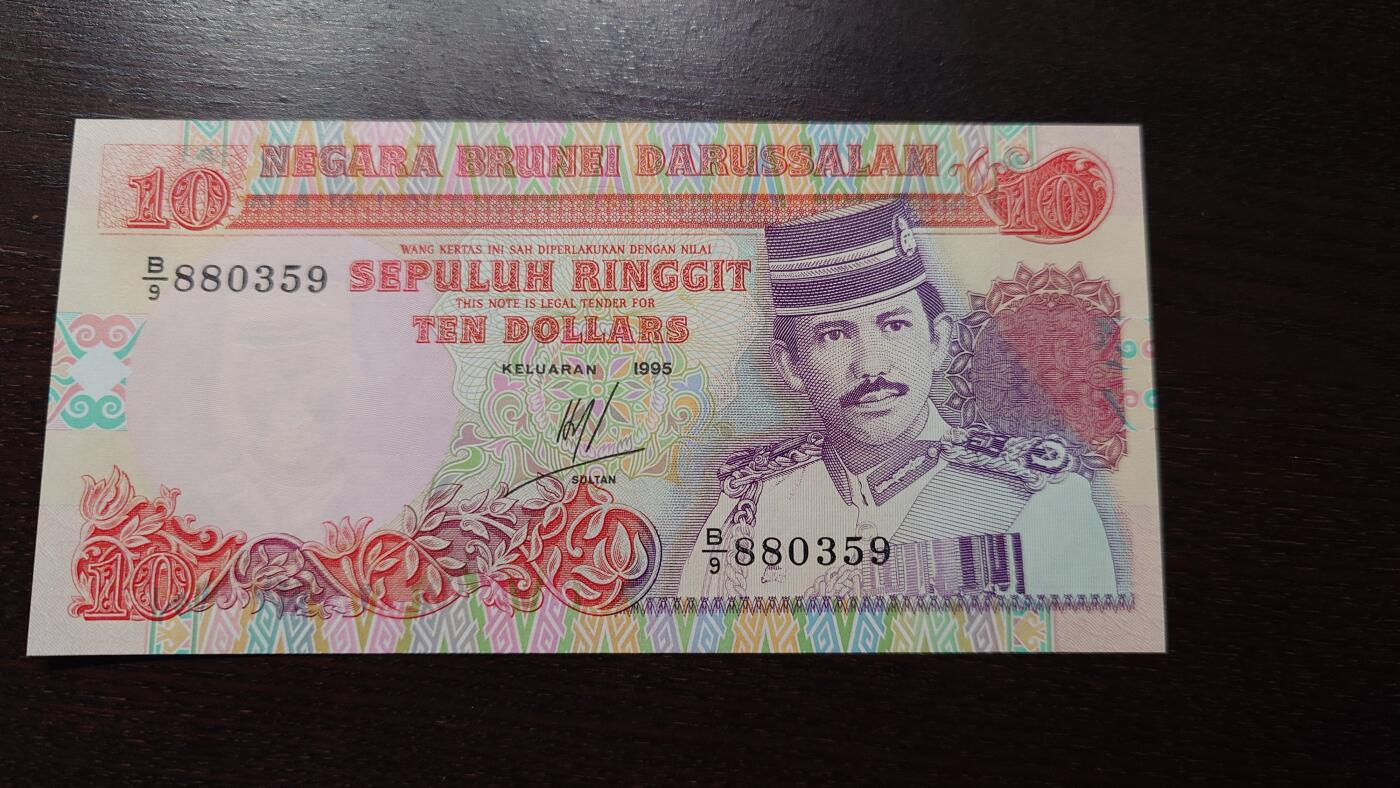 10 NEGARA BRUNEI DARUSSALAM 10
WANG KERTAS INI SAH DIPERLAKUKAN DENGAN NILAI
B/9 880359 SEPULUH RINGGIT
THIS NOTE IS LEGAL TENDER FOR
TEN DOLLARS
KELUARAN 1995
SULTAN
B/9 880359
10